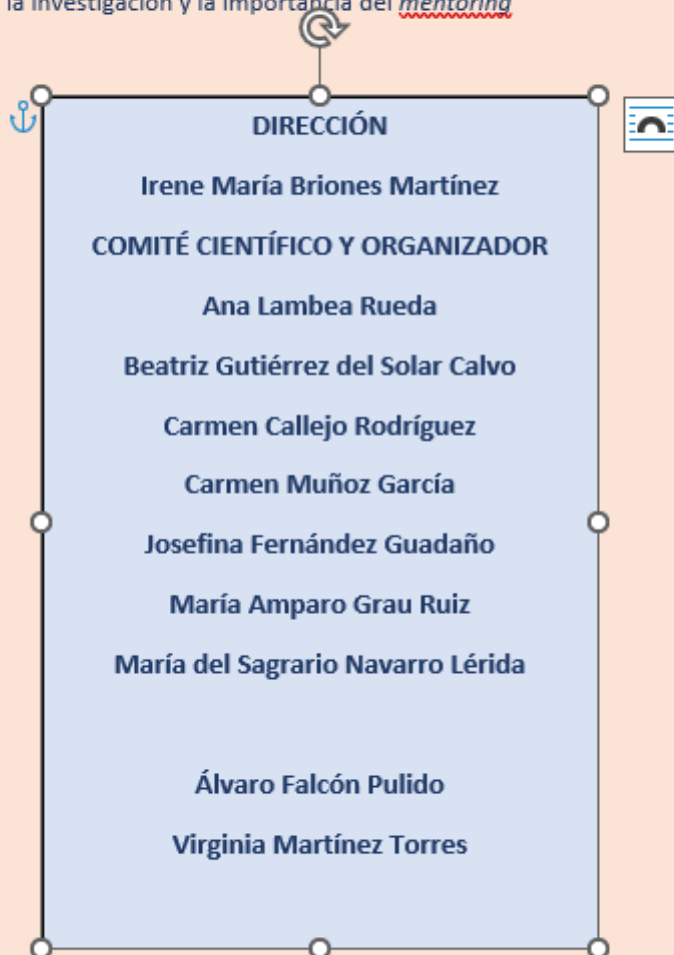 la investigación y la importancia del mentoring
DIRECCIÓN
Irene María Briones Martínez
COMITÉ CIENTÍFICO Y ORGANIZADOR
Ana Lambea Rueda
Beatriz Gutiérrez del Solar Calvo
Carmen Callejo Rodríguez
Carmen Muñoz García
Josefina Fernández Guadaño
María Amparo Grau Ruiz
María del Sagrario Navarro Lérida
Álvaro Falcón Pulido
Virginia Martínez Torres